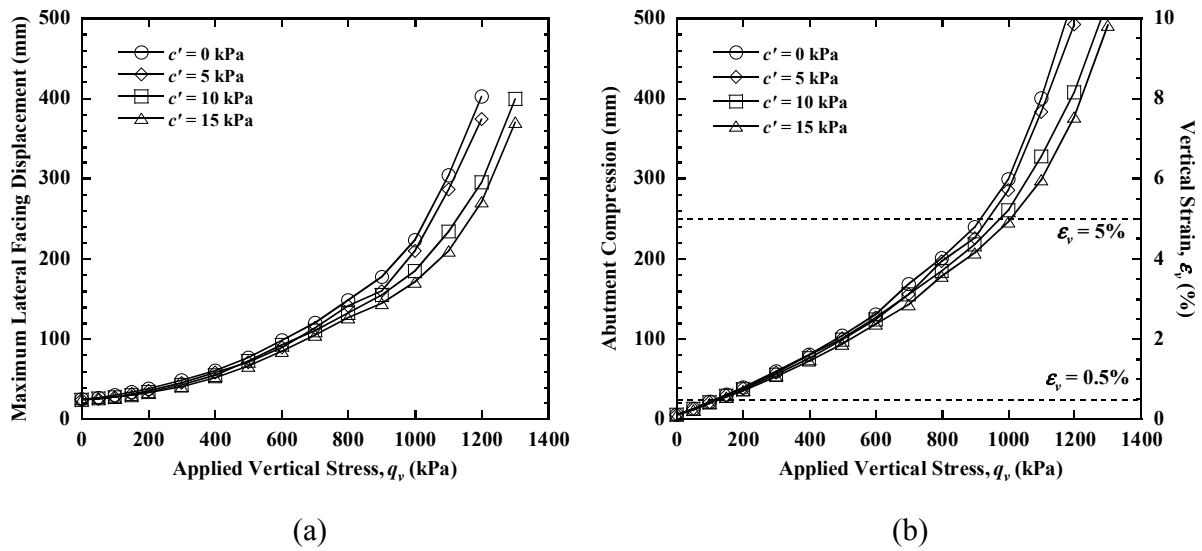 500
400
300
200
100
0
Maximum Lateral Facing Displacement (mm)
c' = 0 kPa
c' = 5 kPa
c' = 10 kPa
c' = 15 kPa
0 200 400 600 800 1000 1200 1400
Applied Vertical Stress, qᵥ (kPa)
(a)
500
400
300
200
100
0
Abutment Compression (mm)
c' = 0 kPa
c' = 5 kPa
c' = 10 kPa
c' = 15 kPa
εᵥ = 5%
εᵥ = 0.5%
10
8
6
4
2
0
Vertical Strain, εᵥ (%)
0 200 400 600 800 1000 1200 1400
Applied Vertical Stress, qᵥ (kPa)
(b)